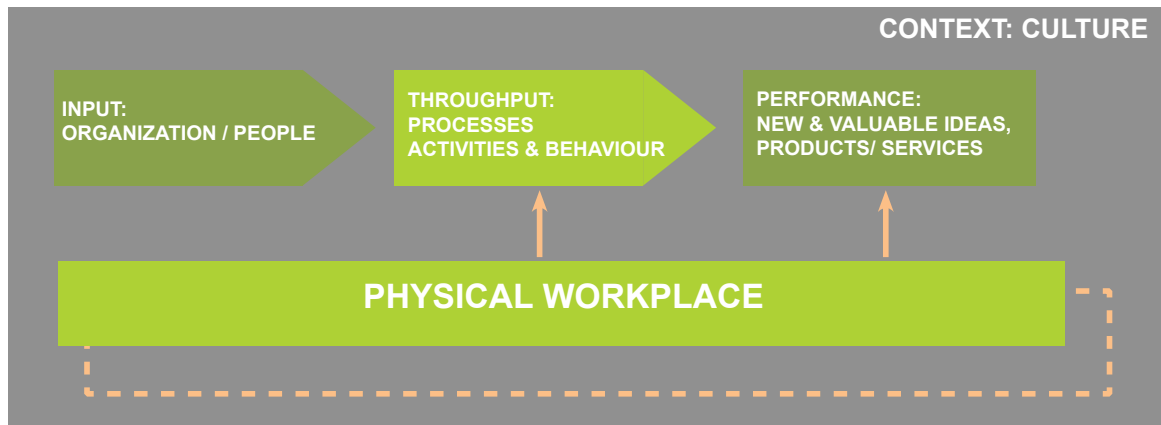 CONTEXT: CULTURE
INPUT:
ORGANIZATION / PEOPLE
THROUGHPUT:
PROCESSES
ACTIVITIES & BEHAVIOUR
PERFORMANCE:
NEW & VALUABLE IDEAS,
PRODUCTS/ SERVICES
PHYSICAL WORKPLACE